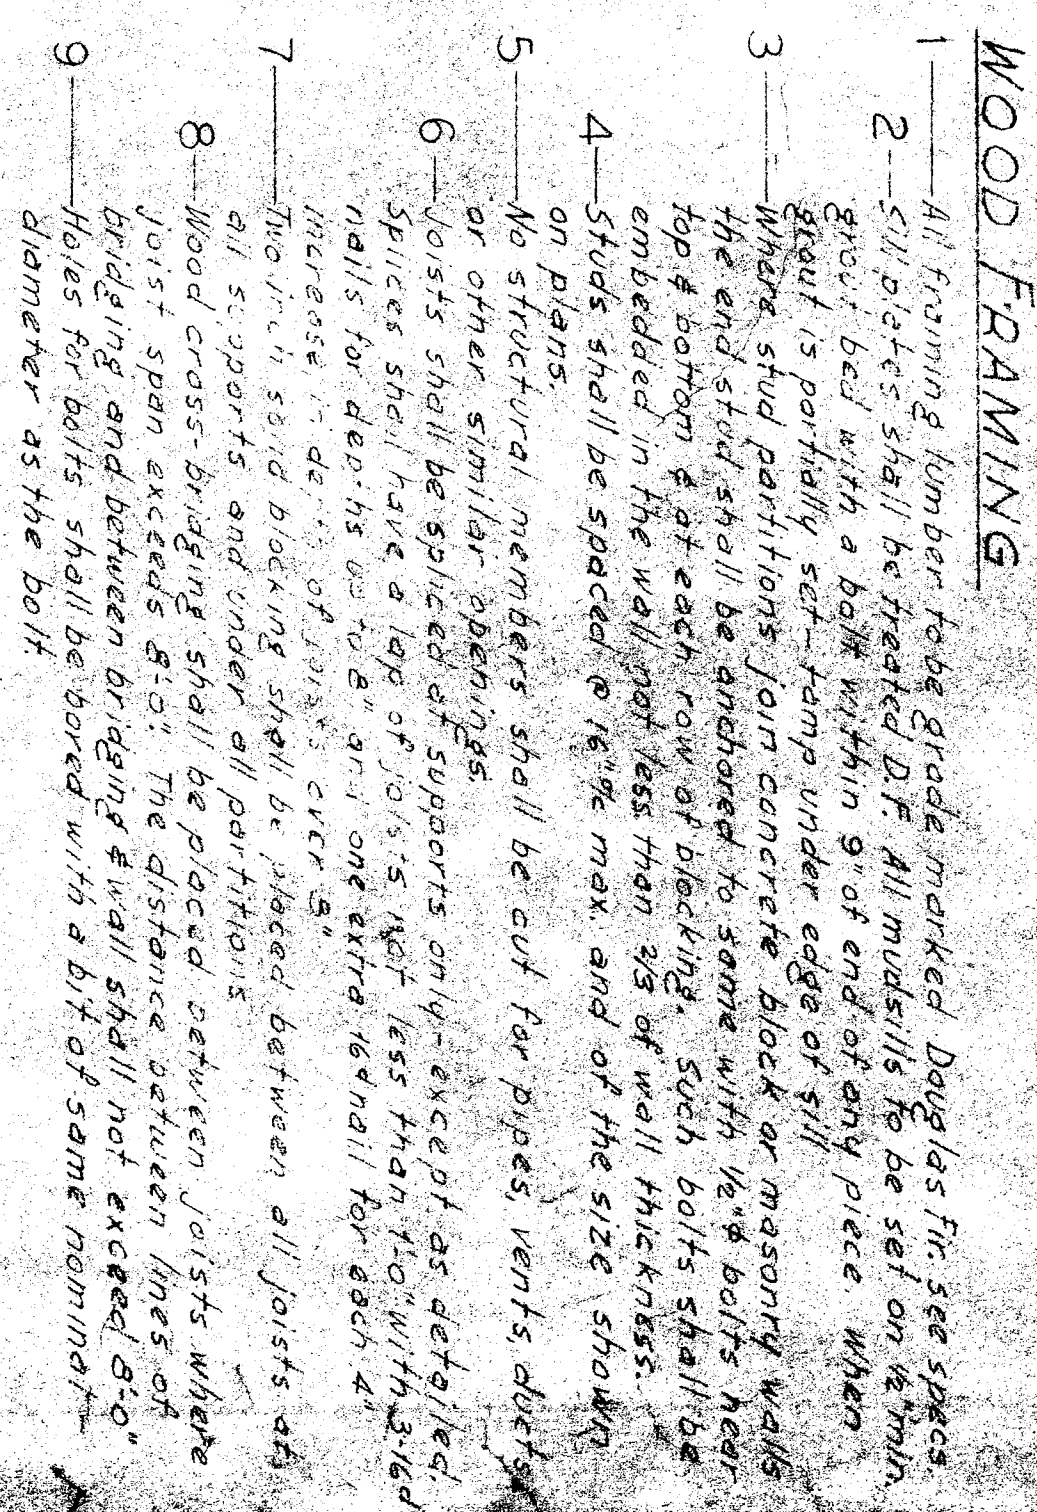 WOOD FRAMING
1 — All framing lumber to be grade marked Douglas fir. see specs.
2 -- Sill plates shall be treated D.F. All mudsills to be set on 1/2" min.
grout bed with a bolt within 9" of end of any piece. When
grout is partially set-tamp under edge of sill
3 — Where stud partitions join concrete block or masonry walls
the end stud shall be anchored to same with 1/2"φ bolts near
top & bottom & at each row of blocking. Such bolts shall be
embedded in the wall not less than 2/3 of wall thickness.
4 — Studs shall be spaced @ 16"% max. and of the size shown
on plans.
5 — No structural members shall be cut for pipes, vents, ducts
or other similar openings.
6 — Joists shall be spliced at supports only-except as detailed.
Splices shall have a lap of joists not less than 1'-0" with 3-16d
nails for depths up to 8" and one extra 16d nail for each 4"
increase in depth of joists over 8"
7 — Two inch solid blocking shall be placed between all joists at
all supports and under all partitions
8 — Wood cross-bridging shall be placed between joists where
joist span exceeds 8'-0". The distance between lines of
bridging and between bridging & wall shall not exceed 8'-0"
9 — Holes for bolts shall be bored with a bit of same nominal
diameter as the bolt.